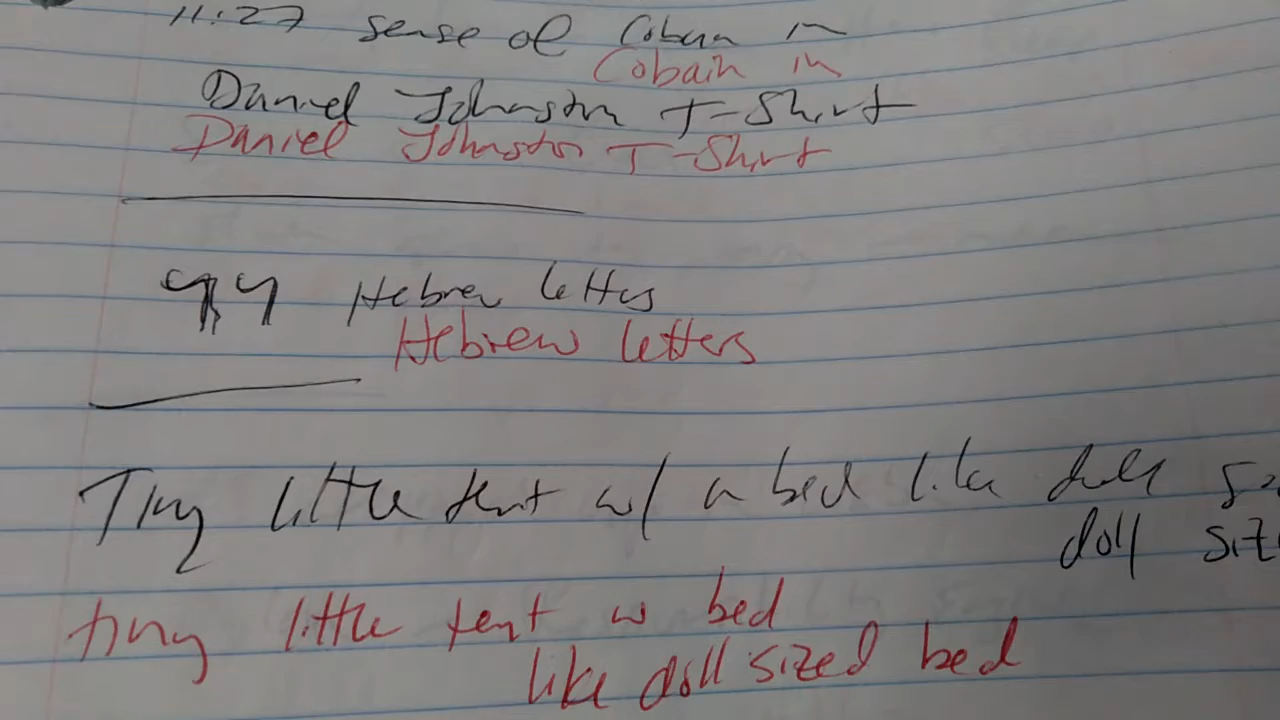 11:27 sense of Cobain in
Cobain in
Daniel Johnston T-Shirt
Daniel Johnston T-Shirt
Hebrew letters
Hebrew letters
Tiny little tent w/ a bed like doll
doll siz
tiny little tent w bed
like doll sized bed